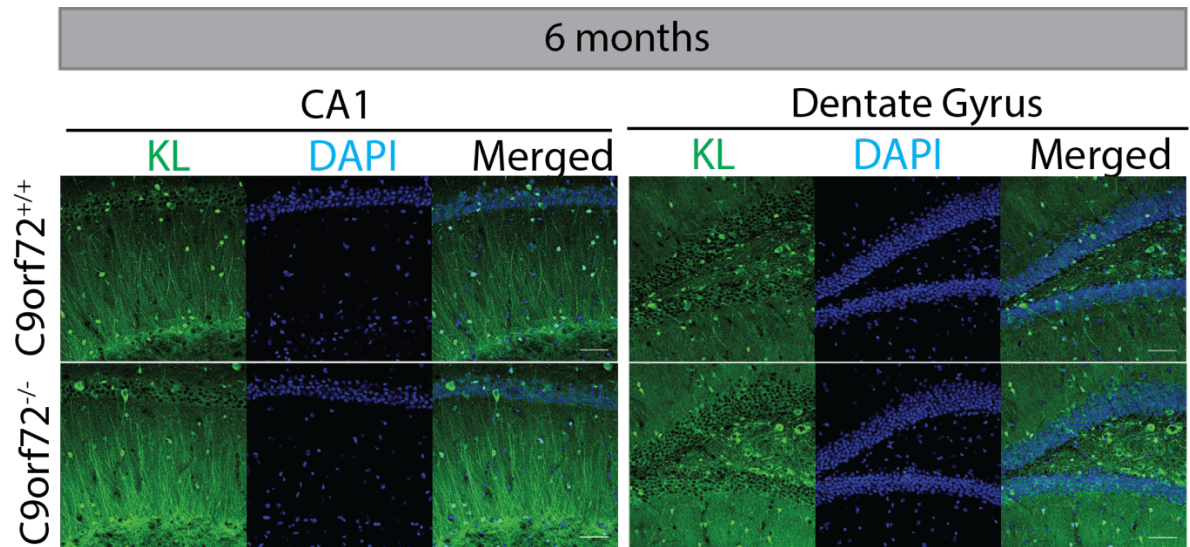 6 months
CA1
Dentate Gyrus
KL DAPI Merged
KL DAPI Merged
C9orf72+/+
C9orf72-/-